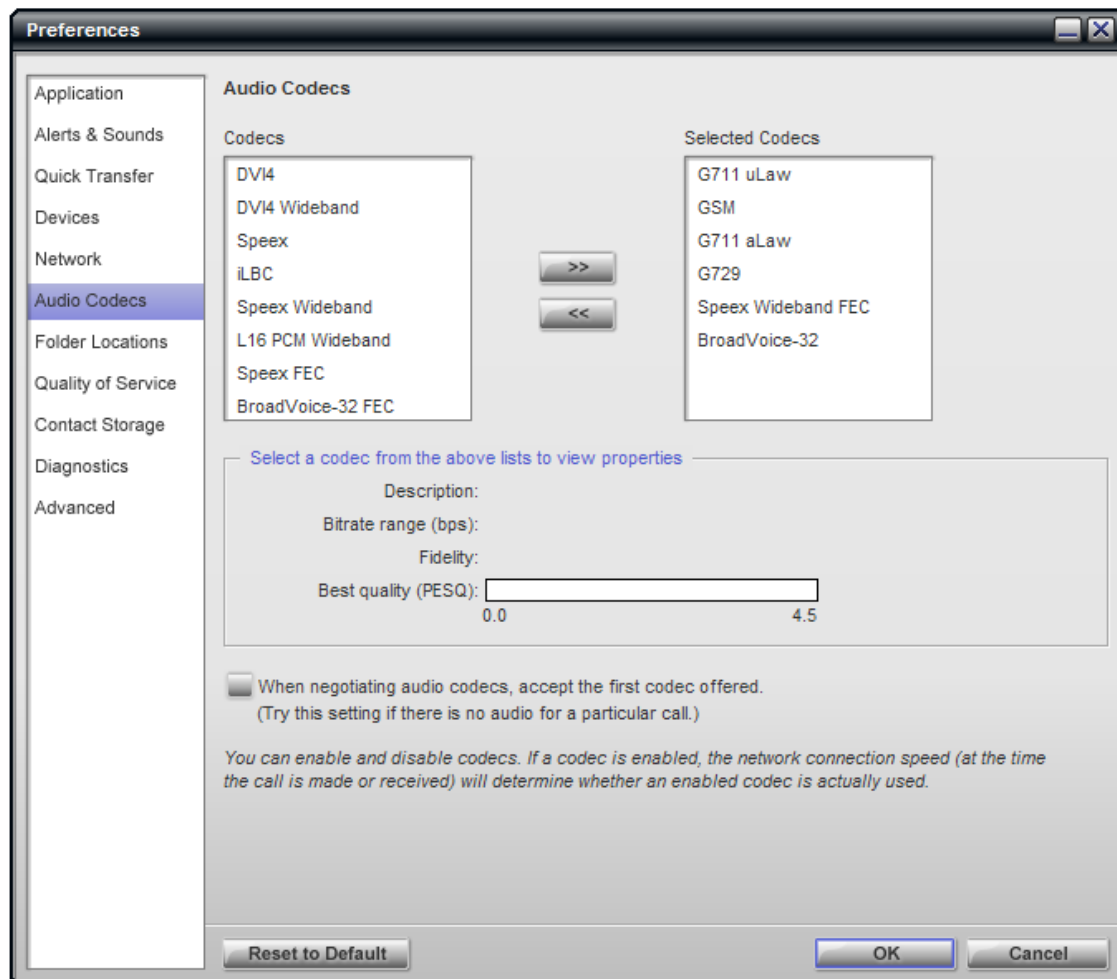 Preferences
Application
Alerts & Sounds
Quick Transfer
Devices
Network
Audio Codecs
Folder Locations
Quality of Service
Contact Storage
Diagnostics
Advanced
Audio Codecs
Codecs
DVI4
DVI4 Wideband
Speex
iLBC
Speex Wideband
L16 PCM Wideband
Speex FEC
BroadVoice-32 FEC
>>
<<
Selected Codecs
G711 uLaw
GSM
G711 aLaw
G729
Speex Wideband FEC
BroadVoice-32
Select a codec from the above lists to view properties
Description:
Bitrate range (bps):
Fidelity:
Best quality (PESQ):
0.0 4.5
When negotiating audio codecs, accept the first codec offered.
(Try this setting if there is no audio for a particular call.)
You can enable and disable codecs. If a codec is enabled, the network connection speed (at the time
the call is made or received) will determine whether an enabled codec is actually used.
Reset to Default
OK
Cancel